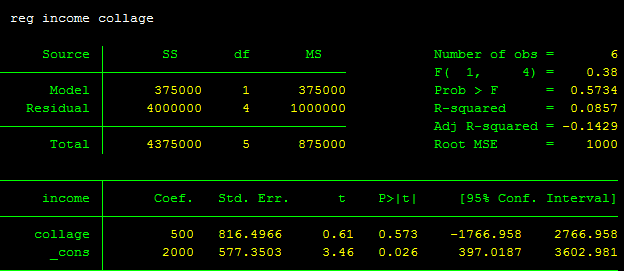 reg income collage
Source SS df MS Number of obs = 6
F( 1, 4) = 0.38
Model 375000 1 375000 Prob > F = 0.5734
Residual 4000000 4 1000000 R-squared = 0.0857
Adj R-squared = -0.1429
Total 4375000 5 875000 Root MSE = 1000
income Coef. Std. Err. t P>|t| [95% Conf. Interval]
collage 500 816.4966 0.61 0.573 -1766.958 2766.958
_cons 2000 577.3503 3.46 0.026 397.0187 3602.981